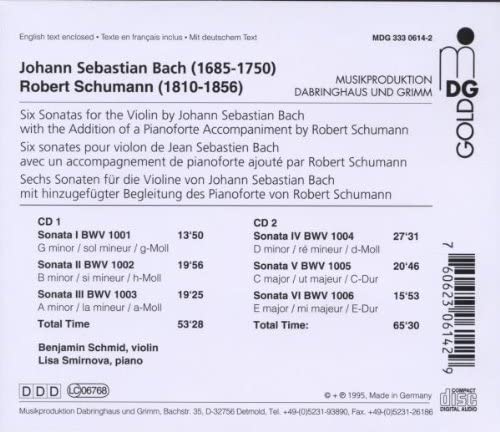 English text enclosed • Texte en français inclus • Mit deutschem Text
MDG 333 0614-2
Johann Sebastian Bach (1685-1750)
Robert Schumann (1810-1856)
MUSIKPRODUKTION
DABRINGHAUS UND GRIMM
DG
GOLD
Six Sonatas for the Violin by Johann Sebastian Bach
with the Addition of a Pianoforte Accompaniment by Robert Schumann
Six sonates pour violon de Jean Sebastien Bach
avec un accompagnement de pianoforte ajouté par Robert Schumann
Sechs Sonaten für die Violine von Johann Sebastian Bach
mit hinzugefügter Begleitung des Pianoforte von Robert Schumann
CD 1
Sonata I BWV 1001 13'50
G minor / sol mineur / g-Moll
Sonata II BWV 1002 19'56
B minor / si mineur / h-Moll
Sonata III BWV 1003 19'25
A minor / la mineur / a-Moll
Total Time 53'28
CD 2
Sonata IV BWV 1004 27'31
D minor / ré mineur / d-Moll
Sonata V BWV 1005 20'46
C major / ut majeur / C-Dur
Sonata VI BWV 1006 15'53
E major / mi majeur / E-Dur
Total Time: 65'30
Benjamin Schmid, violin
Lisa Smirnova, piano
7 60623 06142 9
D D D
LC 06768
© + ℗ 1995, Made in Germany
COMPACT
disc
DIGITAL AUDIO
Musikproduktion Dabringhaus und Grimm, Bachstr. 35, D-32756 Detmold, Tel. +49-(0)5231-93890, Fax +49-(0)5231-26186